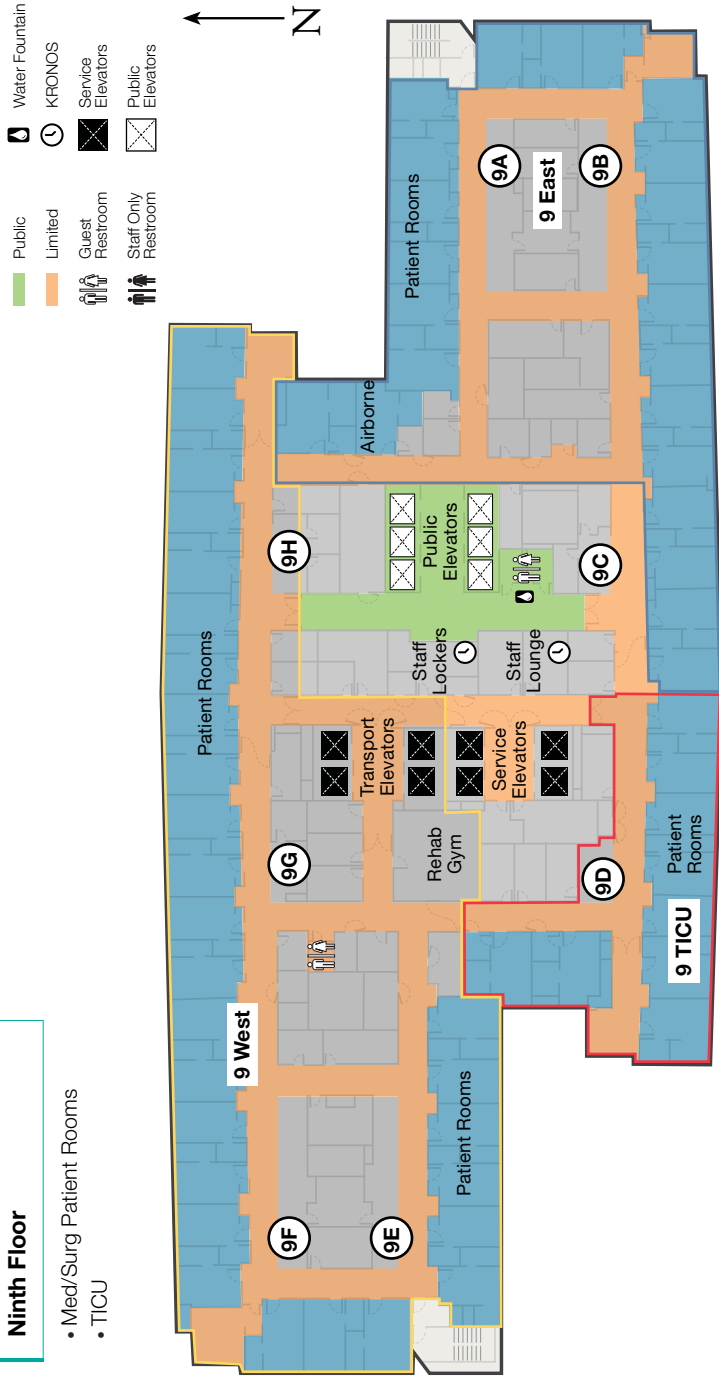 Ninth Floor
• Med/Surg Patient Rooms
• TICU
Public
Limited
Guest
Restroom
Staff Only
Restroom
Water Fountain
KRONOS
Service
Elevators
Public
Elevators
N
Patient Rooms
9 West
9F
9E
9G
9H
Patient Rooms
Rehab
Gym
Transport
Elevators
Service
Elevators
Staff
Lockers
Staff
Lounge
Public
Elevators
Airborne
Patient Rooms
9A
9 East
9B
9C
9D
9 TICU
Patient
Rooms